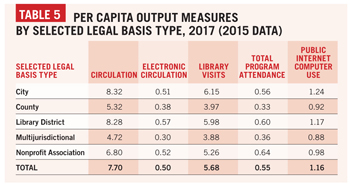 TABLE 5 PER CAPITA OUTPUT MEASURES
BY SELECTED LEGAL BASIS TYPE, 2017 (2015 DATA)
SELECTED LEGAL BASIS TYPE CIRCULATION ELECTRONIC CIRCULATION LIBRARY VISITS TOTAL PROGRAM ATTENDANCE PUBLIC INTERNET COMPUTER USE
City 8.32 0.51 6.15 0.56 1.24
County 5.32 0.38 3.97 0.33 0.92
Library District 8.28 0.57 5.98 0.60 1.17
Multijurisdictional 4.72 0.30 3.88 0.36 0.88
Nonprofit Association 6.80 0.52 5.26 0.64 0.98
TOTAL 7.70 0.50 5.68 0.55 1.16